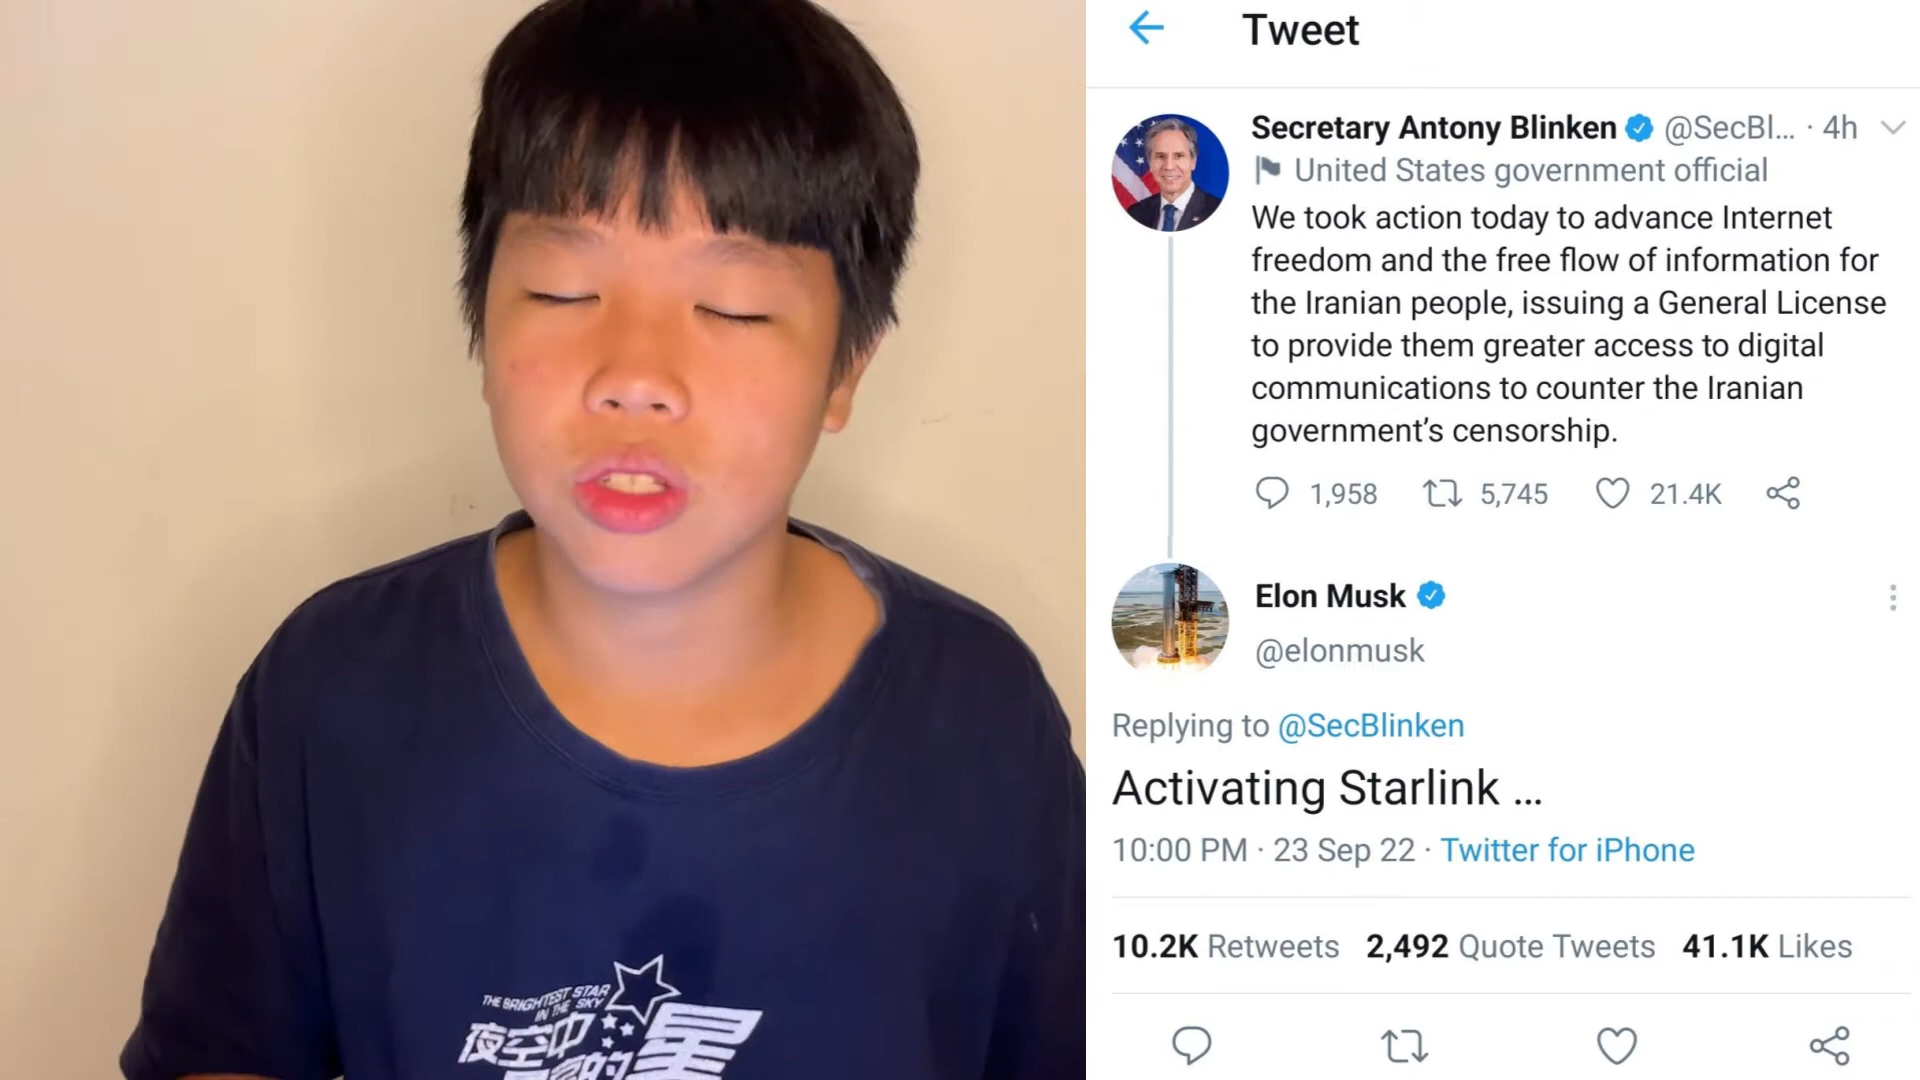 THE BRIGHTEST STAR
IN THE SKY
夜空中
星
的
Tweet
Secretary Antony Blinken @SecBl... · 4h
United States government official
We took action today to advance Internet
freedom and the free flow of information for
the Iranian people, issuing a General License
to provide them greater access to digital
communications to counter the Iranian
government’s censorship.
1,958 5,745 21.4K
Elon Musk
@elonmusk
Replying to @SecBlinken
Activating Starlink ...
10:00 PM · 23 Sep 22 · Twitter for iPhone
10.2K Retweets 2,492 Quote Tweets 41.1K Likes